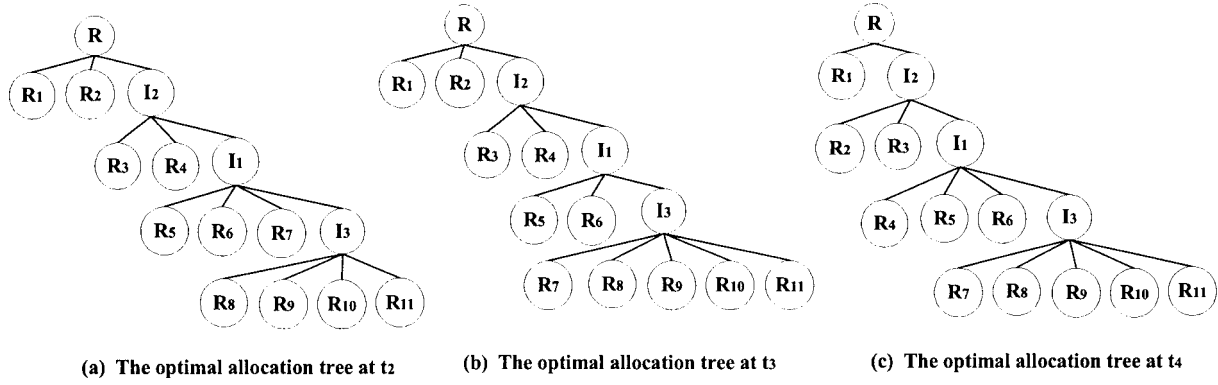 R R R
R1 R2 I2 R1 R2 I2 R1 I2
R3 R4 I1 R3 R4 I1 R2 R3 I1
R5 R6 R7 I3 R5 R6 I3 R4 R5 R6 I3
R8 R9 R10 R11 R7 R8 R9 R10 R11 R7 R8 R9 R10 R11
(a) The optimal allocation tree at t2
(b) The optimal allocation tree at t3
(c) The optimal allocation tree at t4